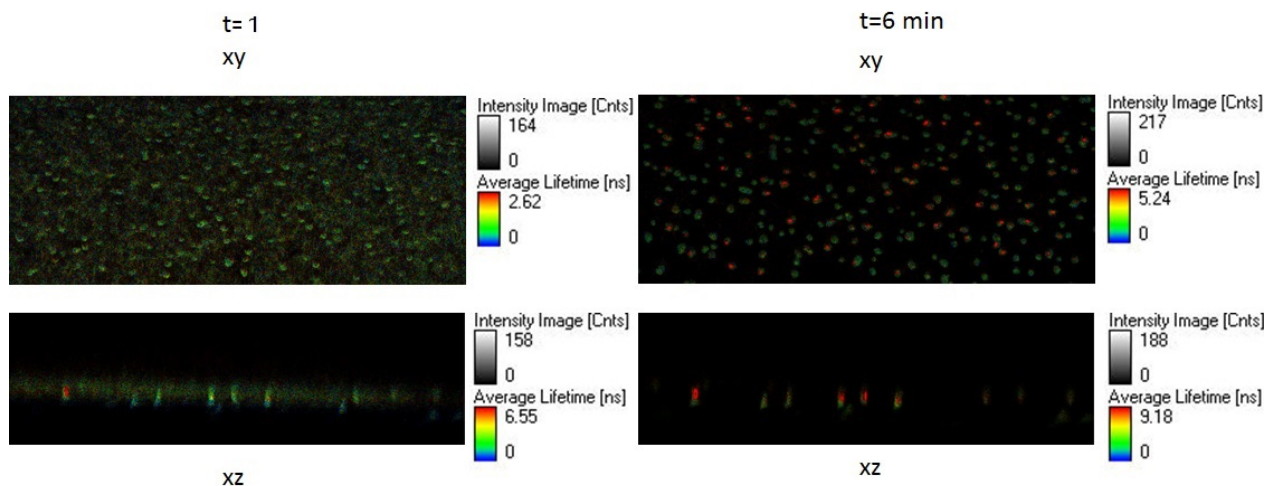 t= 1
xy
t=6 min
xy
Intensity Image [Cnts]
164
0
Average Lifetime [ns]
2.62
0
Intensity Image [Cnts]
217
0
Average Lifetime [ns]
5.24
0
Intensity Image [Cnts]
158
0
Average Lifetime [ns]
6.55
0
Intensity Image [Cnts]
188
0
Average Lifetime [ns]
9.18
0
xz
xz